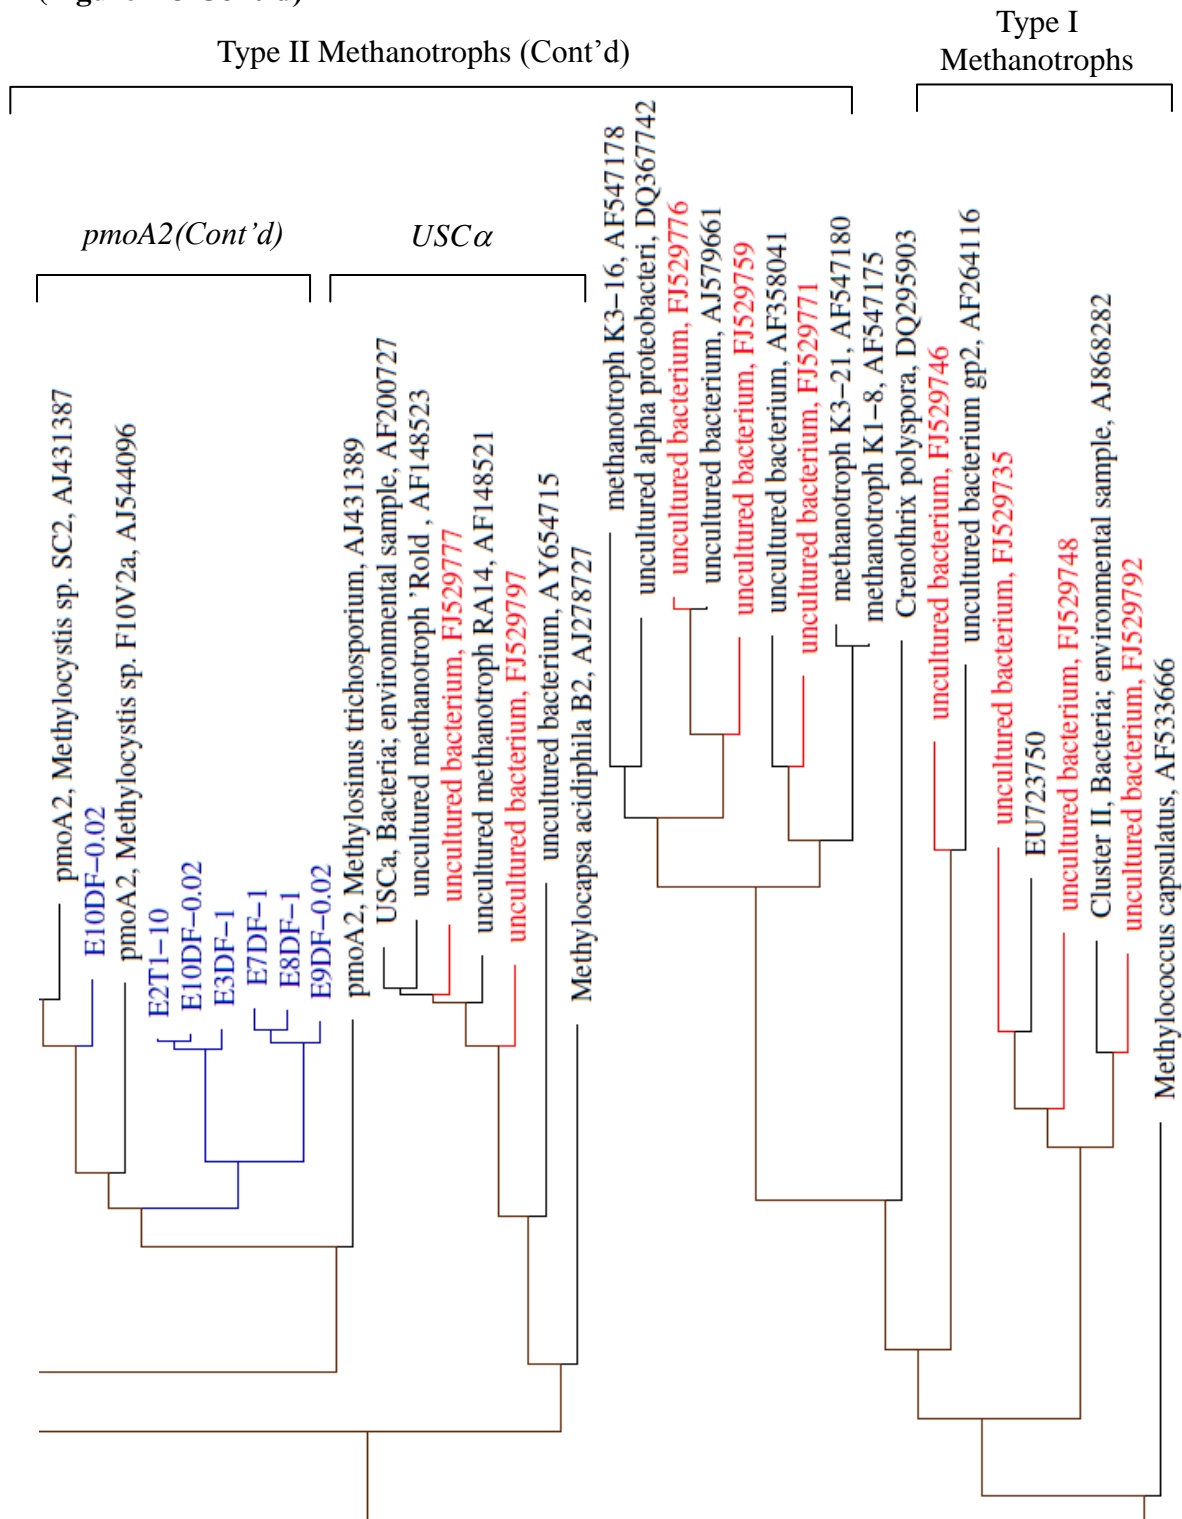 Type I
Methanotrophs
Type II Methanotrophs (Cont’d)
pmoA2(Cont’d)
USCα
pmoA2, Methylocystis sp. SC2, AJ431387
E10DF−0.02
pmoA2, Methylocystis sp. F10V2a, AJ544096
E2T1−10
E10DF−0.02
E3DF−1
E7DF−1
E8DF−1
E9DF−0.02
pmoA2, Methylosinus trichosporium, AJ431389
USCa, Bacteria; environmental sample, AF200727
uncultured methanotroph 'Rold , AF148523
uncultured bacterium, FJ529777
uncultured methanotroph RA14, AF148521
uncultured bacterium, FJ529797
uncultured bacterium, AY654715
Methylocapsa acidiphila B2, AJ278727
methanotroph K3−16, AF547178
uncultured alpha proteobacteri, DQ367742
uncultured bacterium, FJ529776
uncultured bacterium, AJ579661
uncultured bacterium, FJ529759
uncultured bacterium, AF358041
uncultured bacterium, FJ529771
methanotroph K3−21, AF547180
methanotroph K1−8, AF547175
Crenothrix polyspora, DQ295903
uncultured bacterium, FJ529746
uncultured bacterium gp2, AF264116
uncultured bacterium, FJ529735
EU723750
uncultured bacterium, FJ529748
Cluster II, Bacteria; environmental sample, AJ868282
uncultured bacterium, FJ529792
Methylococcus capsulatus, AF533666